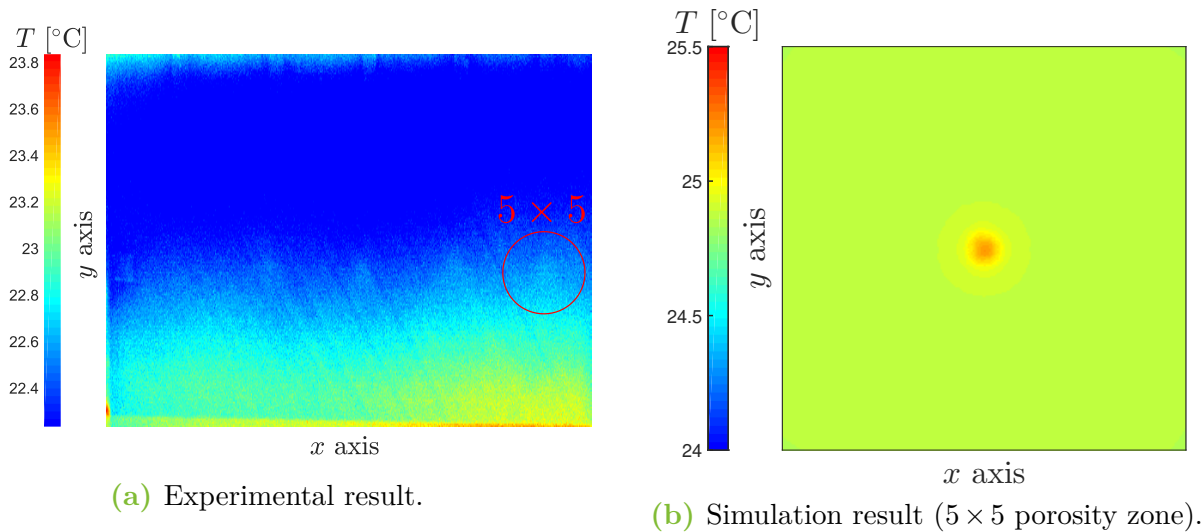 T [°C]
23.8
23.6
23.4
23.2
23
22.8
22.6
22.4
y axis
5 × 5
x axis
(a) Experimental result.
T [°C]
25.5
25
24.5
24
y axis
x axis
(b) Simulation result (5×5 porosity zone).